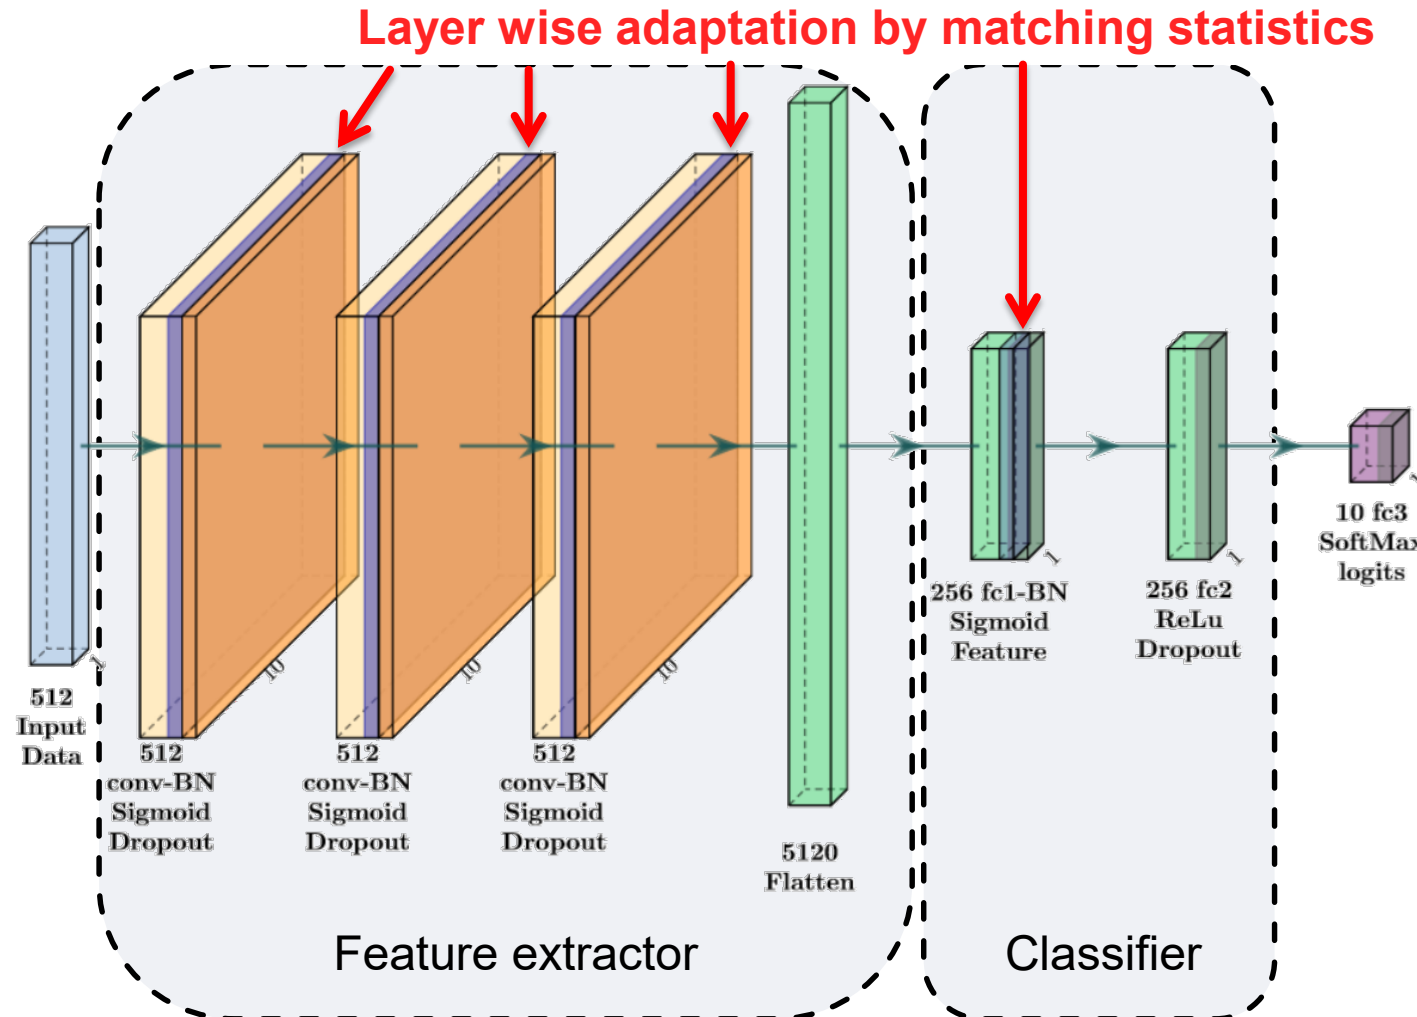 Layer wise adaptation by matching statistics
1
512
Input
Data
10
512
conv-BN
Sigmoid
Dropout
10
512
conv-BN
Sigmoid
Dropout
10
512
conv-BN
Sigmoid
Dropout
5120
Flatten
Feature extractor
1
256 fc1-BN
Sigmoid
Feature
1
256 fc2
ReLu
Dropout
Classifier
10 fc3
SoftMax
logits